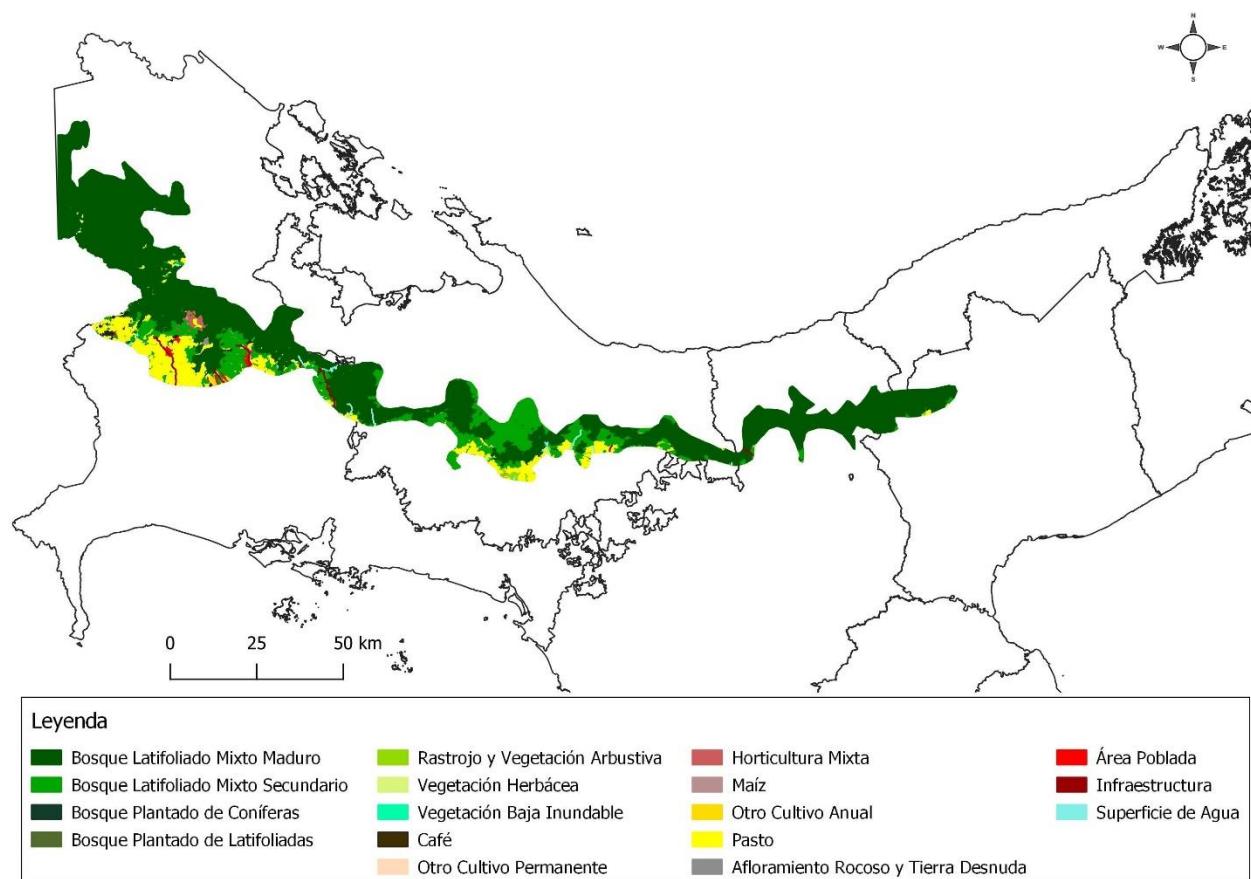 N
W E
S
0 25 50 km
Leyenda
Bosque Latifoliado Mixto Maduro
Bosque Latifoliado Mixto Secundario
Bosque Plantado de Coníferas
Bosque Plantado de Latifoliadas
Rastrojo y Vegetación Arbustiva
Vegetación Herbácea
Vegetación Baja Inundable
Café
Otro Cultivo Permanente
Horticultura Mixta
Maíz
Otro Cultivo Anual
Pasto
Afloramiento Rocoso y Tierra Desnuda
Área Poblada
Infraestructura
Superficie de Agua